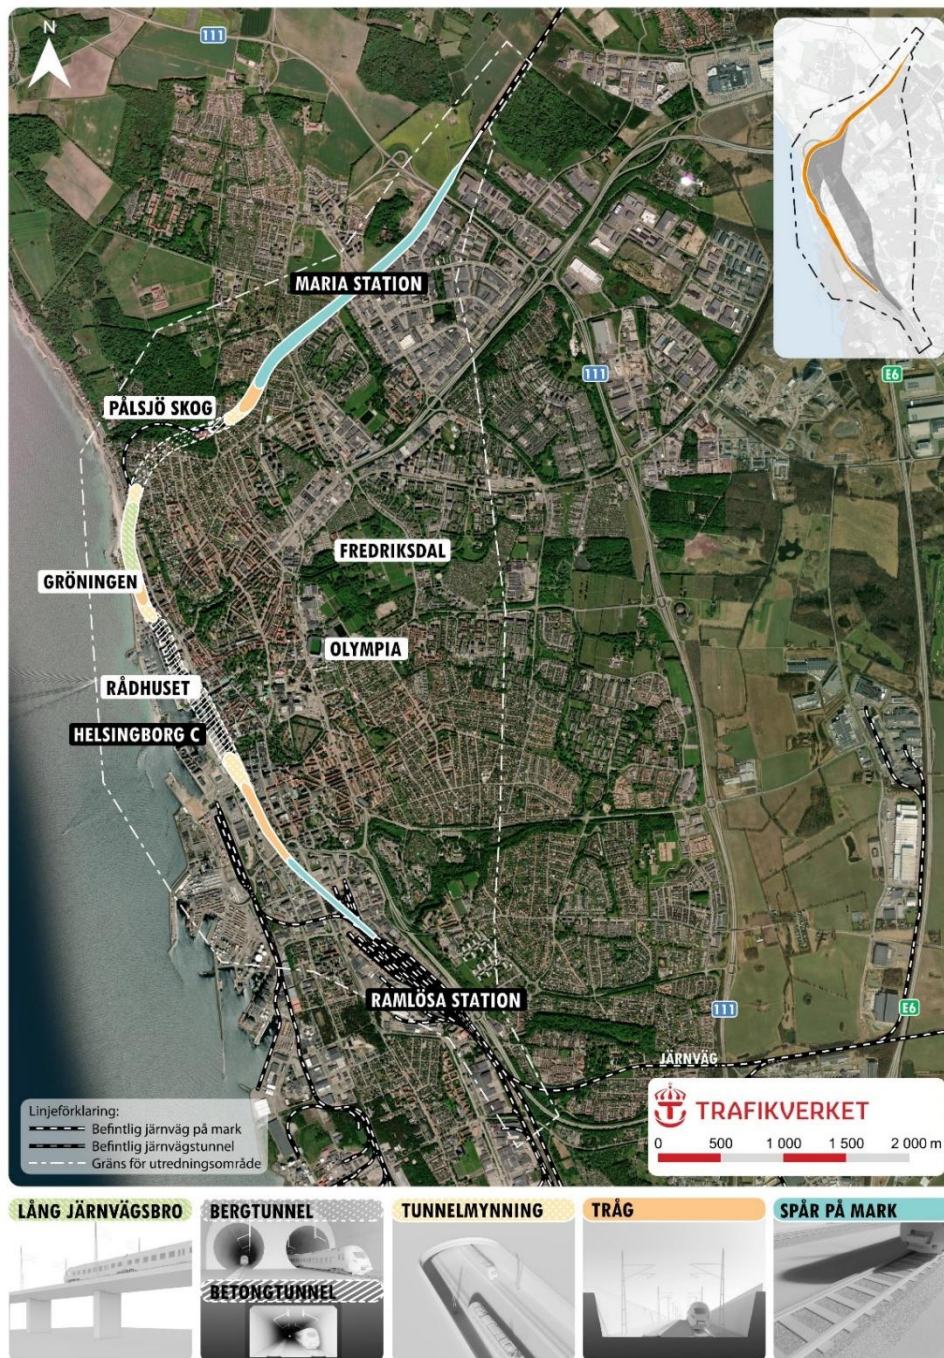 N
111
MARIA STATION
111
E6
PÅLSJÖ SKOG
FREDRIKSDAL
GRÖNINGEN
OLYMPIA
RÅDHUSET
HELSINGBORG C
RAMLÖSA STATION
111
E6
JÄRNVÄG
Linjeförklaring:
Befintlig järnväg på mark
Befintlig järnvägstunnel
Gräns för utredningsområde
TRAFIKVERKET
0 500 1 000 1 500 2 000 m
LÅNG JÄRNVÄGSBRO
BERGTUNNEL
BETONGTUNNEL
TUNNELMYNNING
TRÅG
SPÅR PÅ MARK